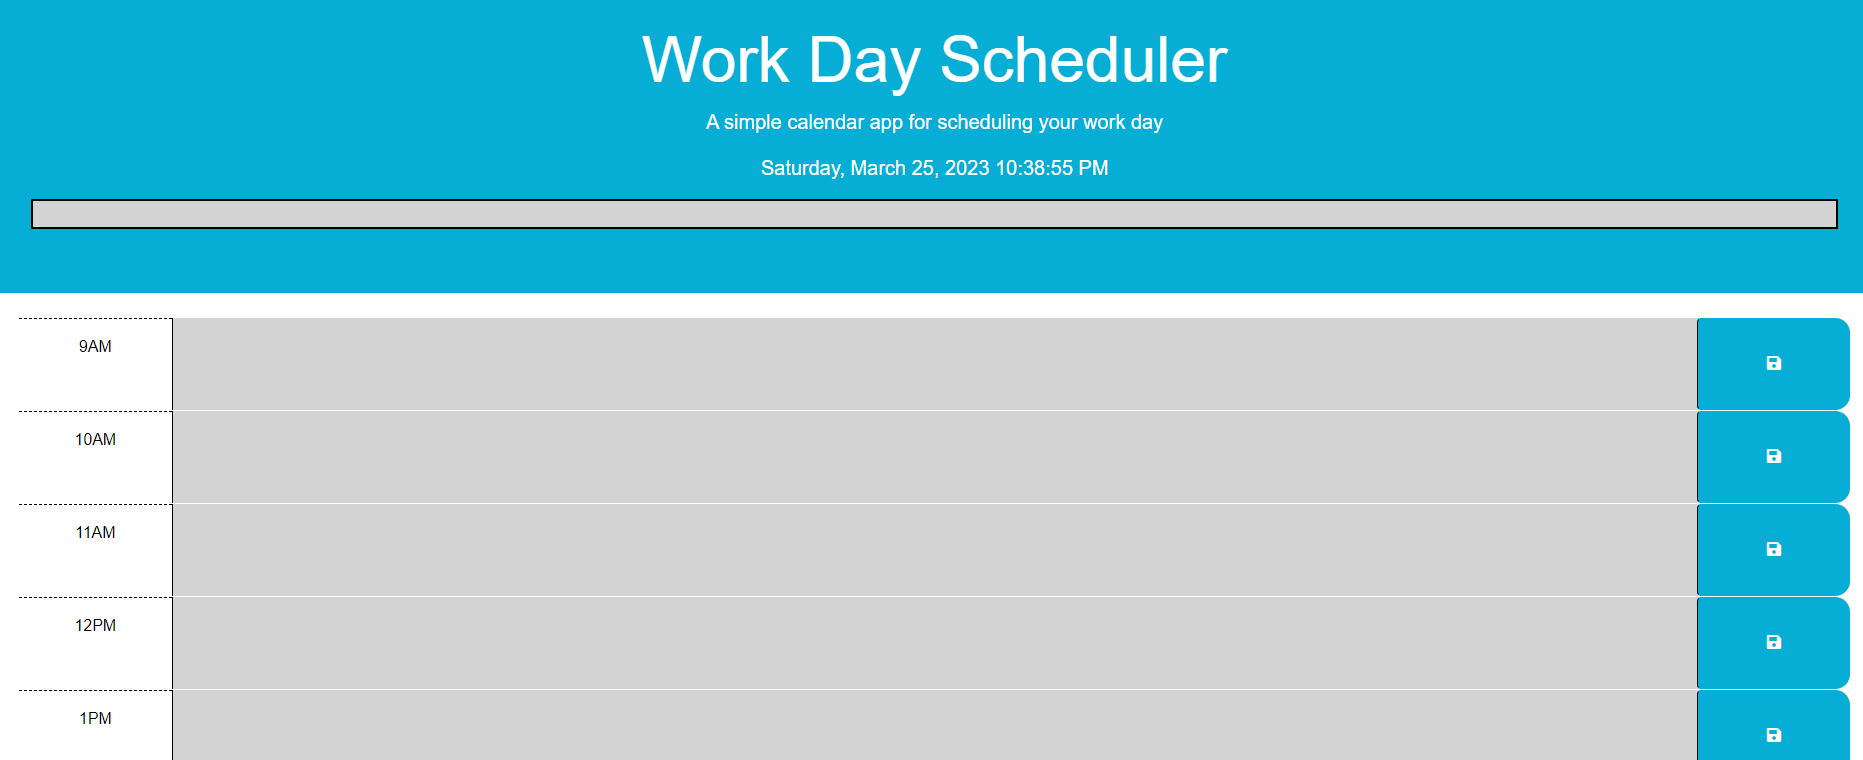 Work Day Scheduler
A simple calendar app for scheduling your work day
Saturday, March 25, 2023 10:38:55 PM
9AM
10AM
11AM
12PM
1PM